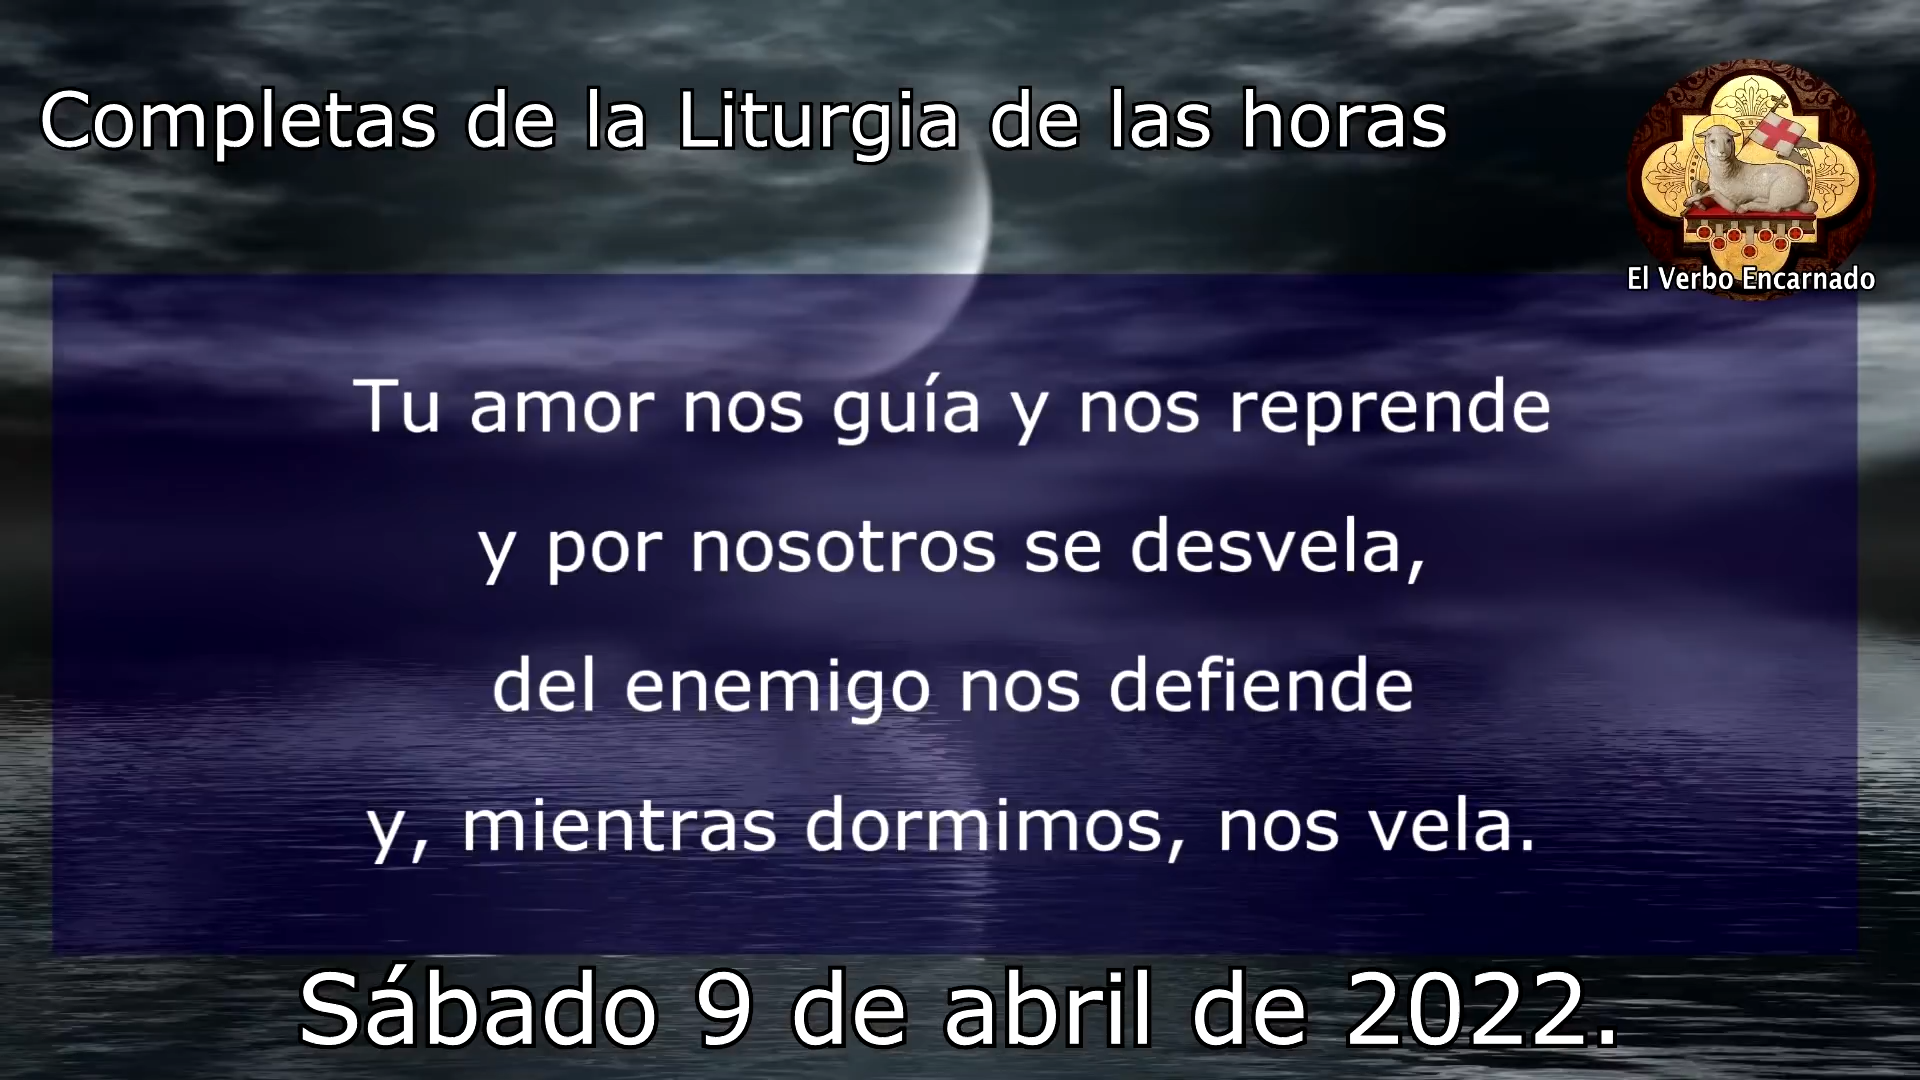 Completas de la Liturgia de las horas
El Verbo Encarnado
Tu amor nos guía y nos reprende
y por nosotros se desvela,
del enemigo nos defiende
y, mientras dormimos, nos vela.
Sábado 9 de abril de 2022.